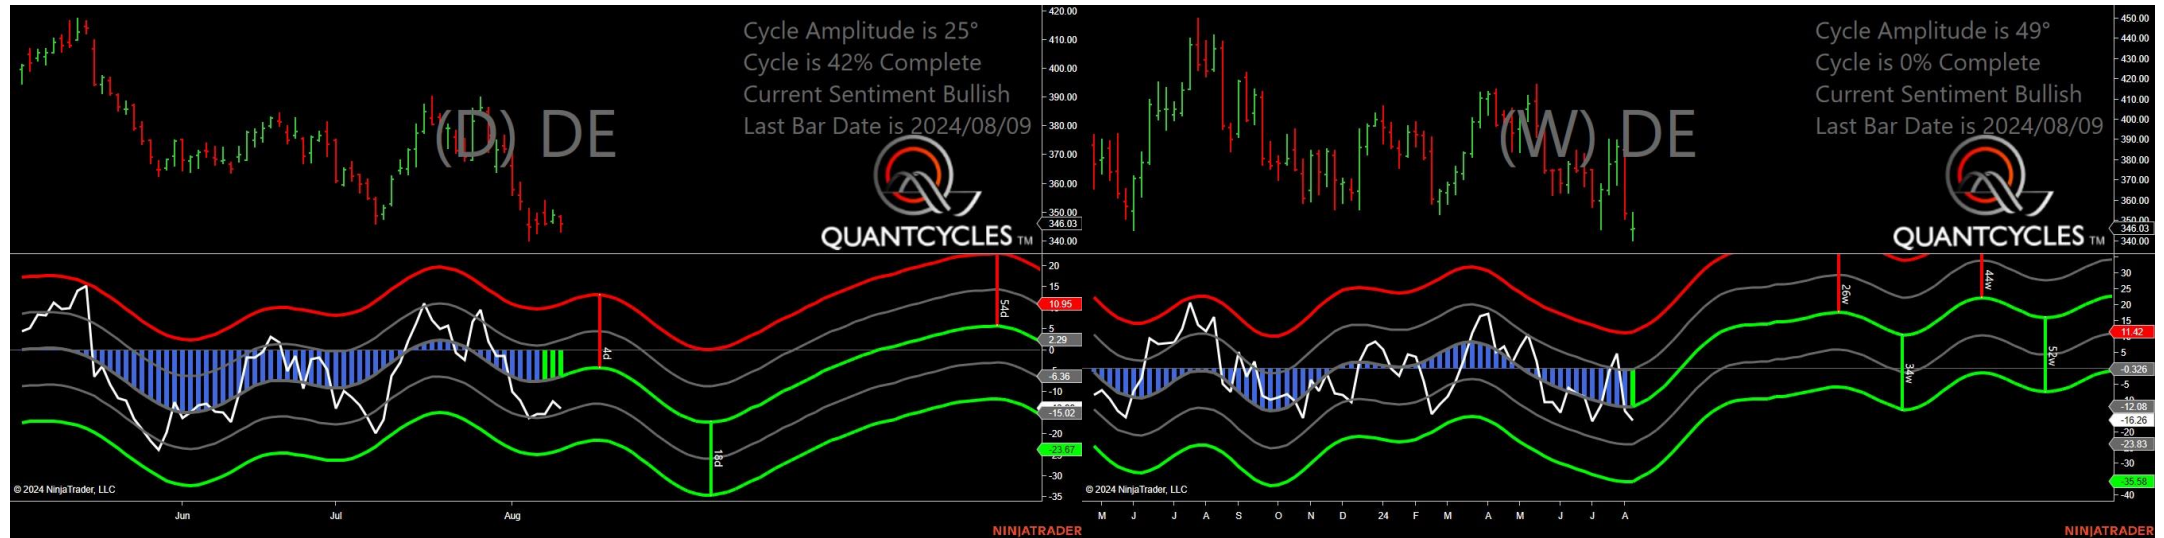 Cycle Amplitude is 25°
Cycle is 42% Complete
Current Sentiment Bullish
Last Bar Date is 2024/08/09
(D) DE
QUANTCYCLES TM
420.00
410.00
400.00
390.00
380.00
370.00
360.00
350.00
346.03
340.00
20
10.95
5
2.29
0
-6.36
-10
-15.02
-20
-23.67
-30
-35
4d
18d
54d
© 2024 NinjaTrader, LLC
Jun Jul Aug
NINJATRADER
Cycle Amplitude is 49°
Cycle is 0% Complete
Current Sentiment Bullish
Last Bar Date is 2024/08/09
(W) DE
QUANTCYCLES TM
450.00
440.00
430.00
420.00
410.00
400.00
390.00
380.00
370.00
360.00
350.00
346.03
340.00
30
25
20
15
11.42
5
-0.326
-5
-12.08
-16.26
-20
-23.83
-30
-35.58
-40
26w
34w
44w
52w
© 2024 NinjaTrader, LLC
M J J A S O N D 24 F M A M J J A
NINJATRADER